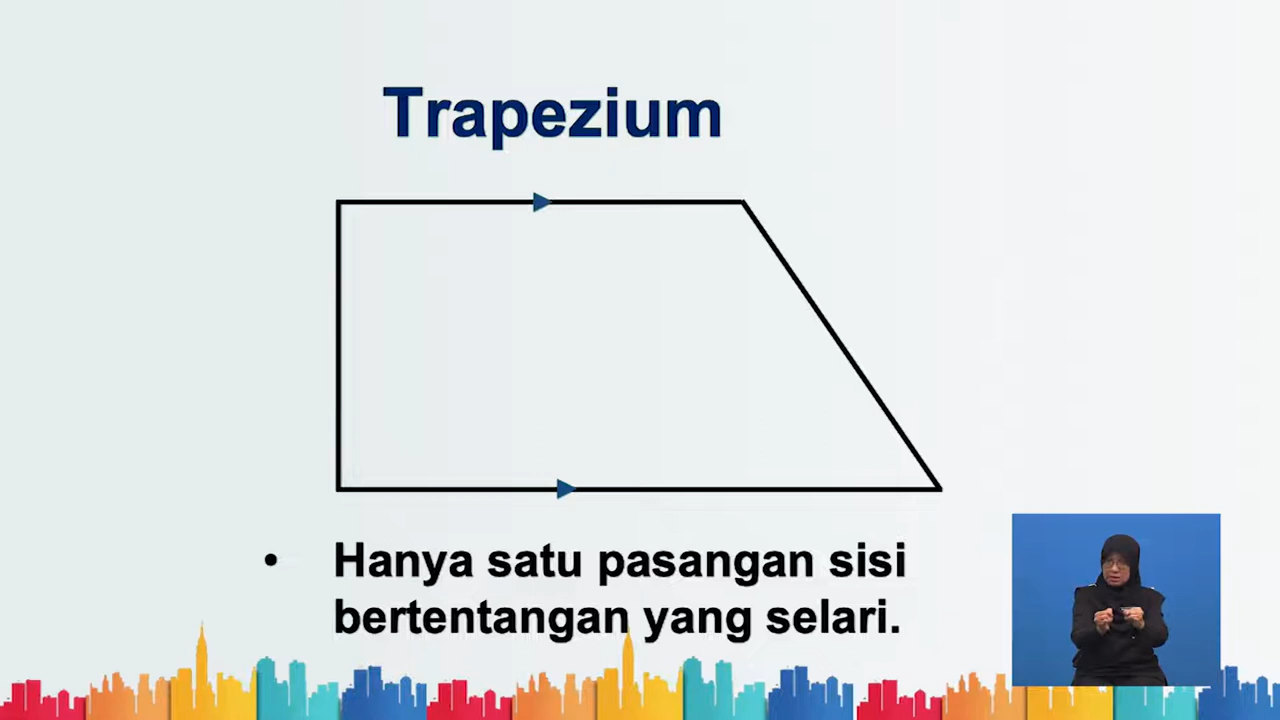 Trapezium
• Hanya satu pasangan sisi
bertentangan yang selari.